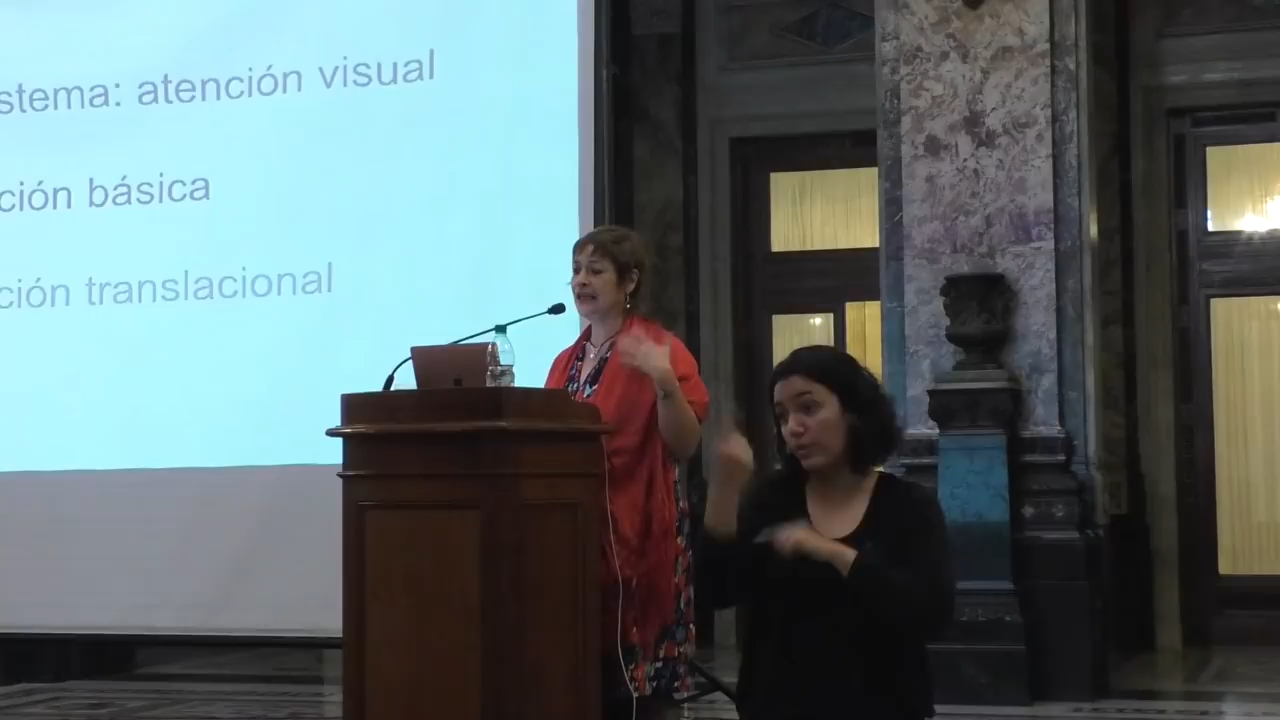 stema: atención visual
ción básica
ción translacional